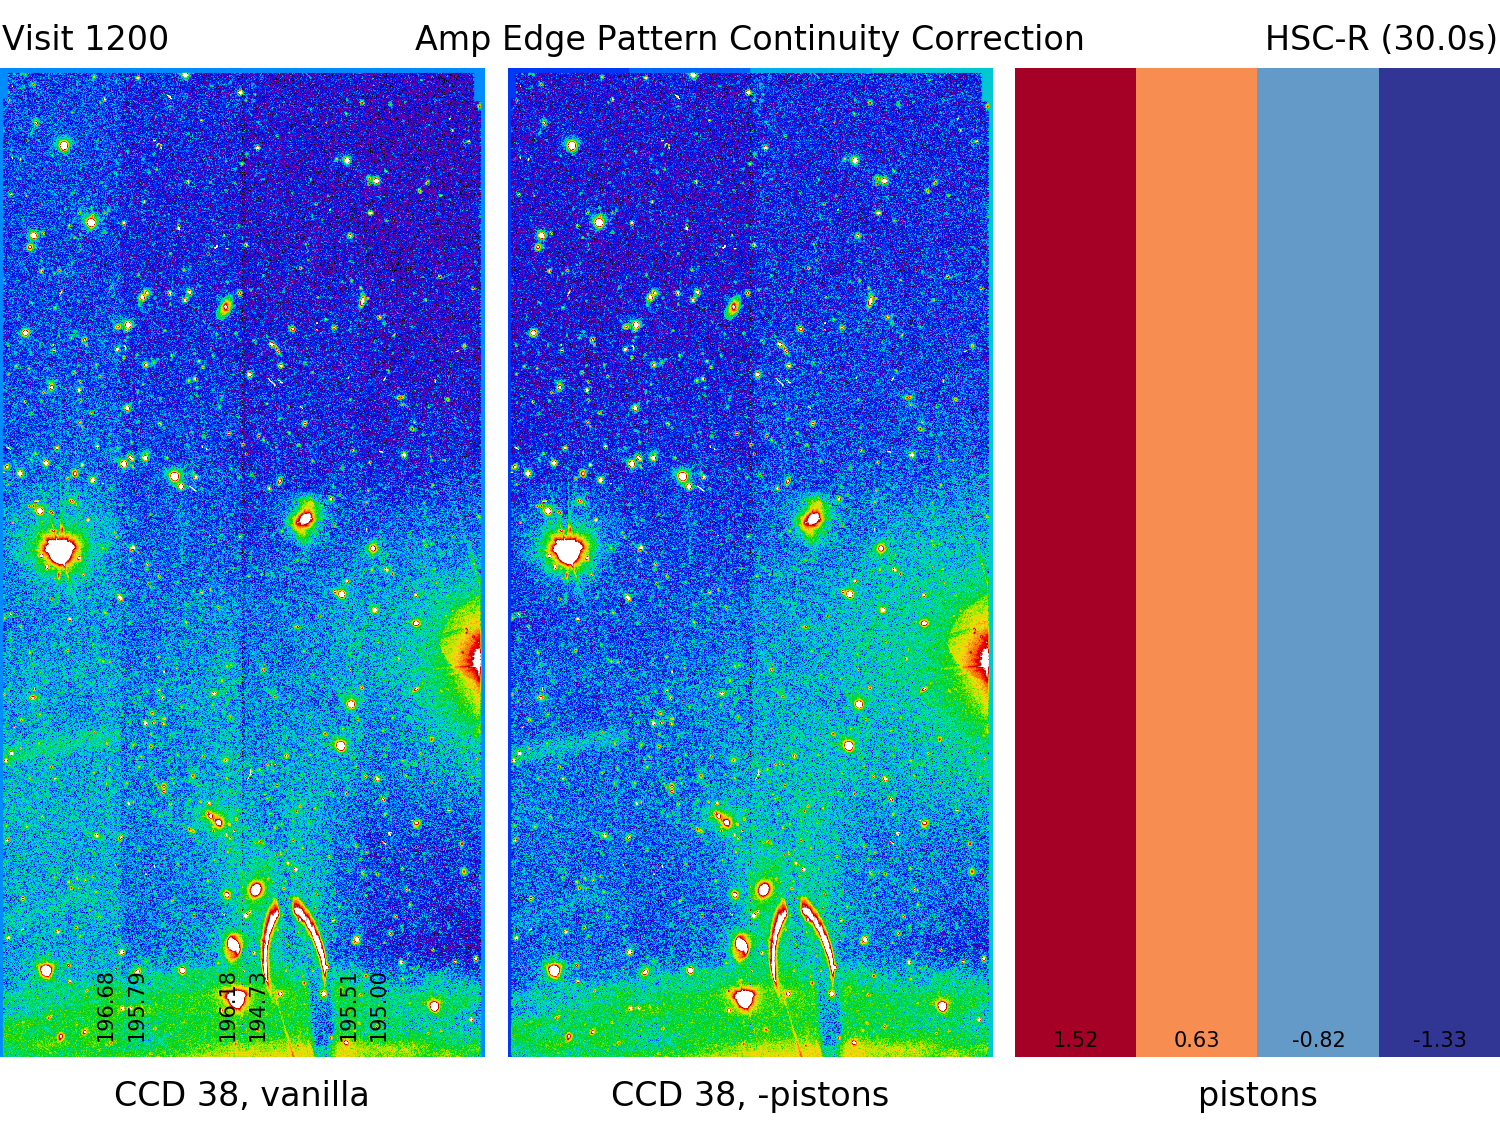 Visit 1200
Amp Edge Pattern Continuity Correction
HSC-R (30.0s)
196.68
195.79
196.18
194.73
195.51
195.00
1.52
0.63
-0.82
-1.33
CCD 38, vanilla
CCD 38, -pistons
pistons